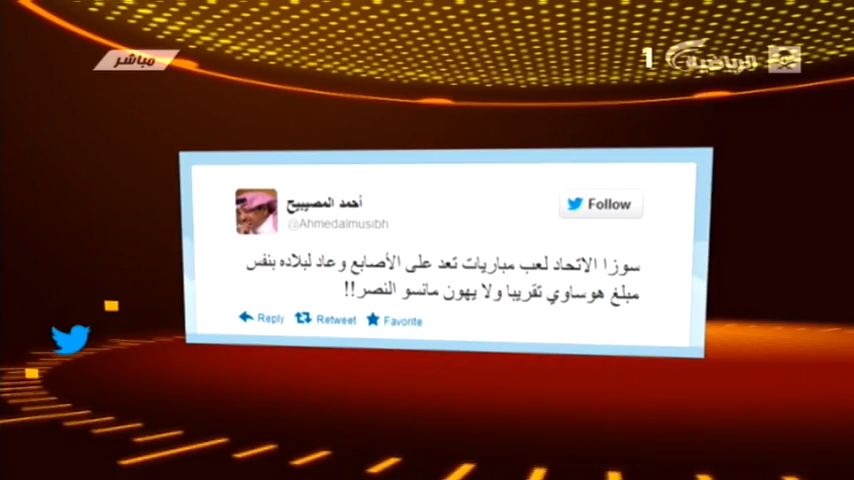 مباشر
1 الرياضية
أحمد المصيبيح
@Ahmedalmusibh
Follow
سوزا الاتحاد لعب مباريات تعد على الأصابع وعاد لبلاده بنفس
مبلغ هوساوي تقريبا ولا يهون مانسو النصر!!
Reply Retweet Favorite